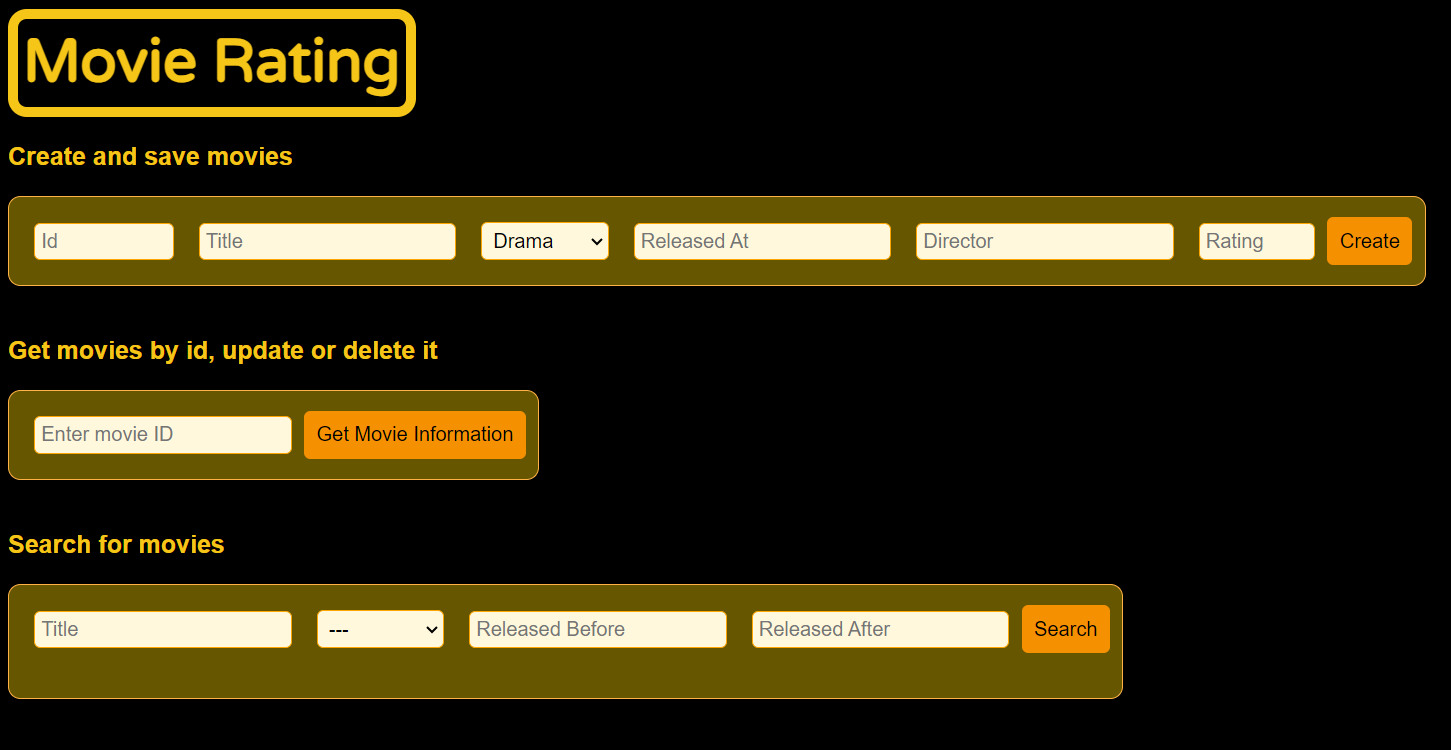 Movie Rating
Create and save movies
Id Title Drama Released At Director Rating Create
Get movies by id, update or delete it
Enter movie ID Get Movie Information
Search for movies
Title --- Released Before Released After Search